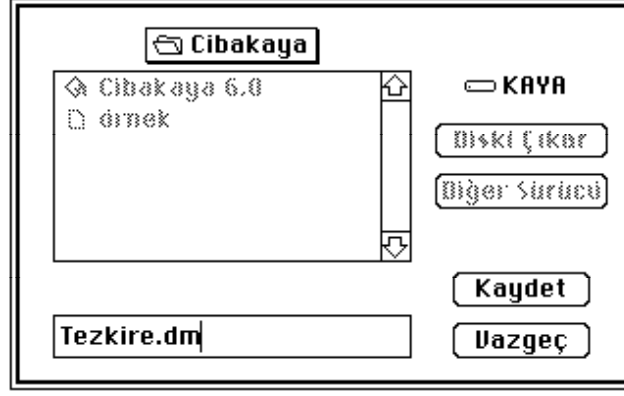 Cibakaya
Cibakaya 6.0
örnek
KAYA
Diski Çıkar
Diğer Sürücü
Kaydet
Tezkire.dm
Vazgeç